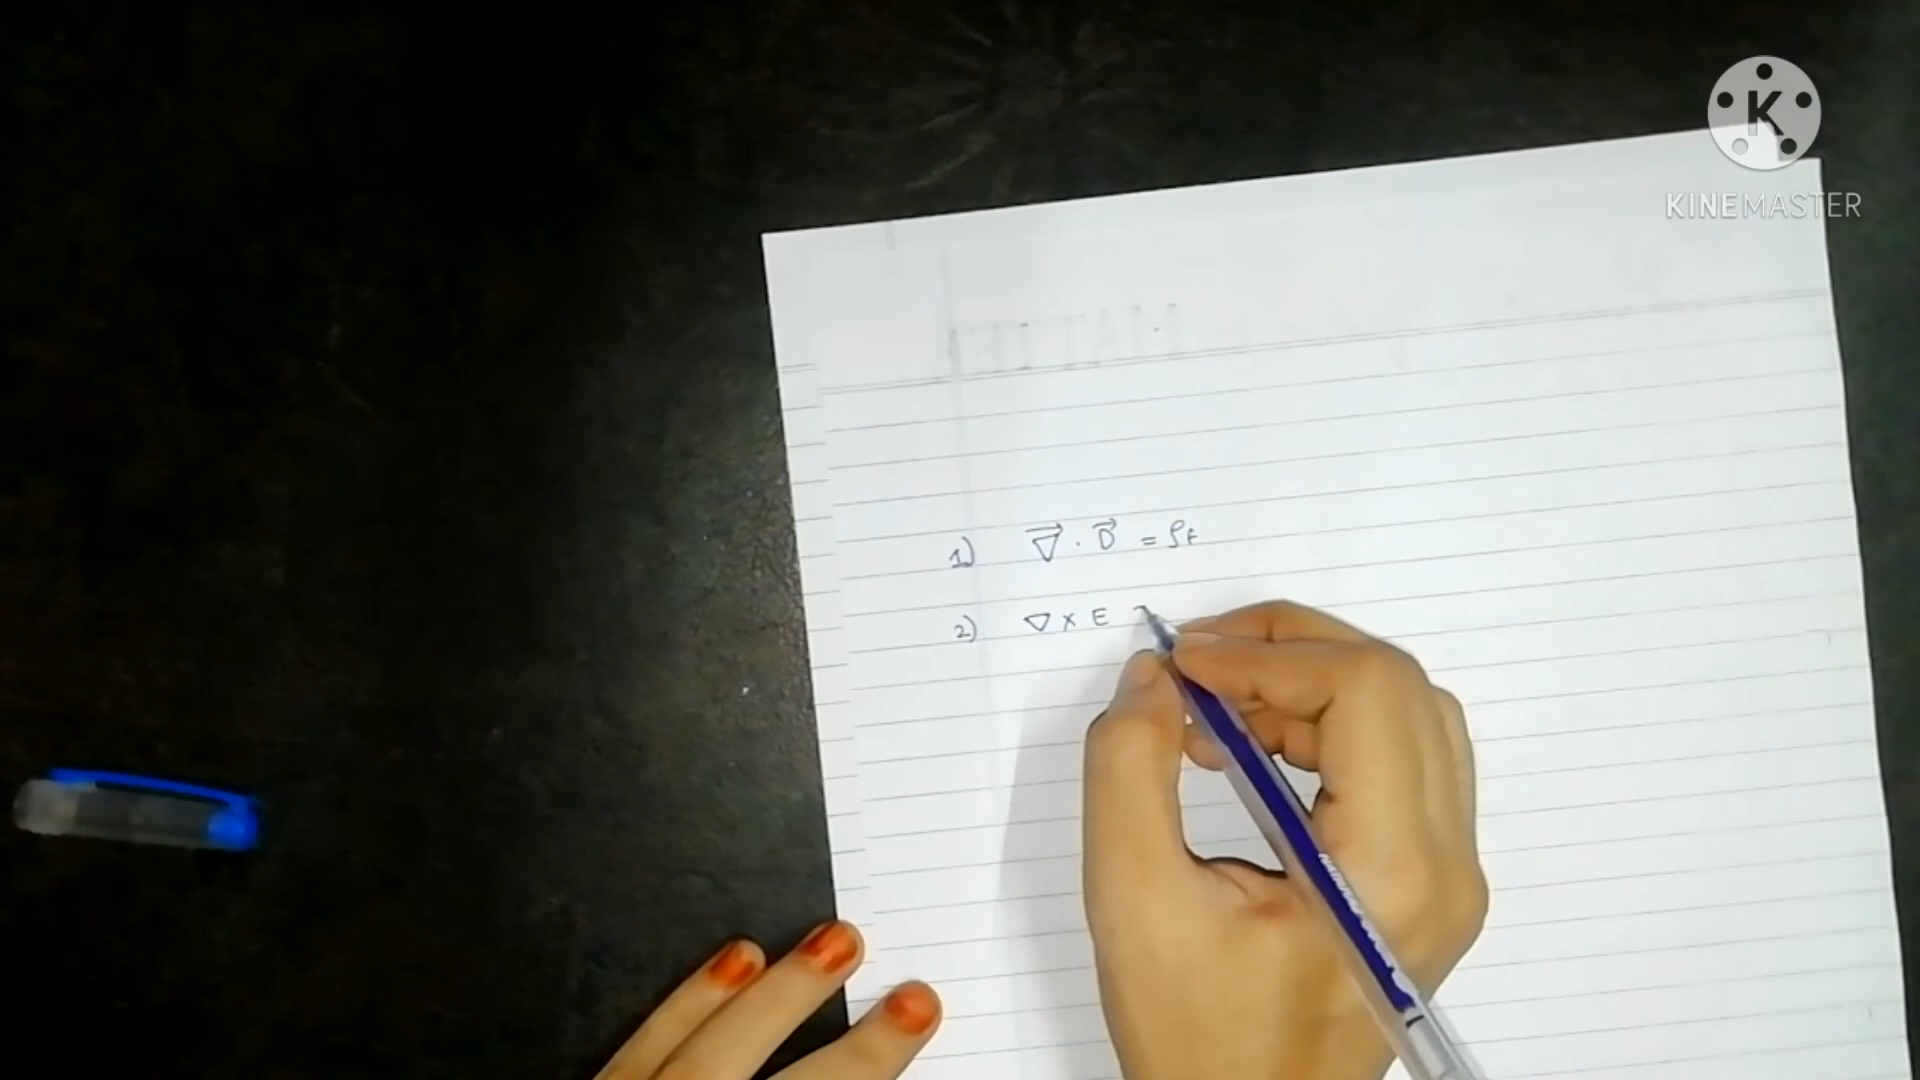 K
KINEMASTER
1) ∇⃗ · D⃗ = ρf
2) ∇ x E